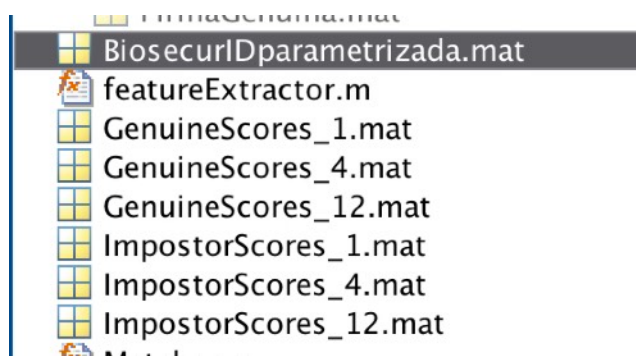 BiosecurIDparametrizada.mat
featureExtractor.m
GenuineScores_1.mat
GenuineScores_4.mat
GenuineScores_12.mat
ImpostorScores_1.mat
ImpostorScores_4.mat
ImpostorScores_12.mat